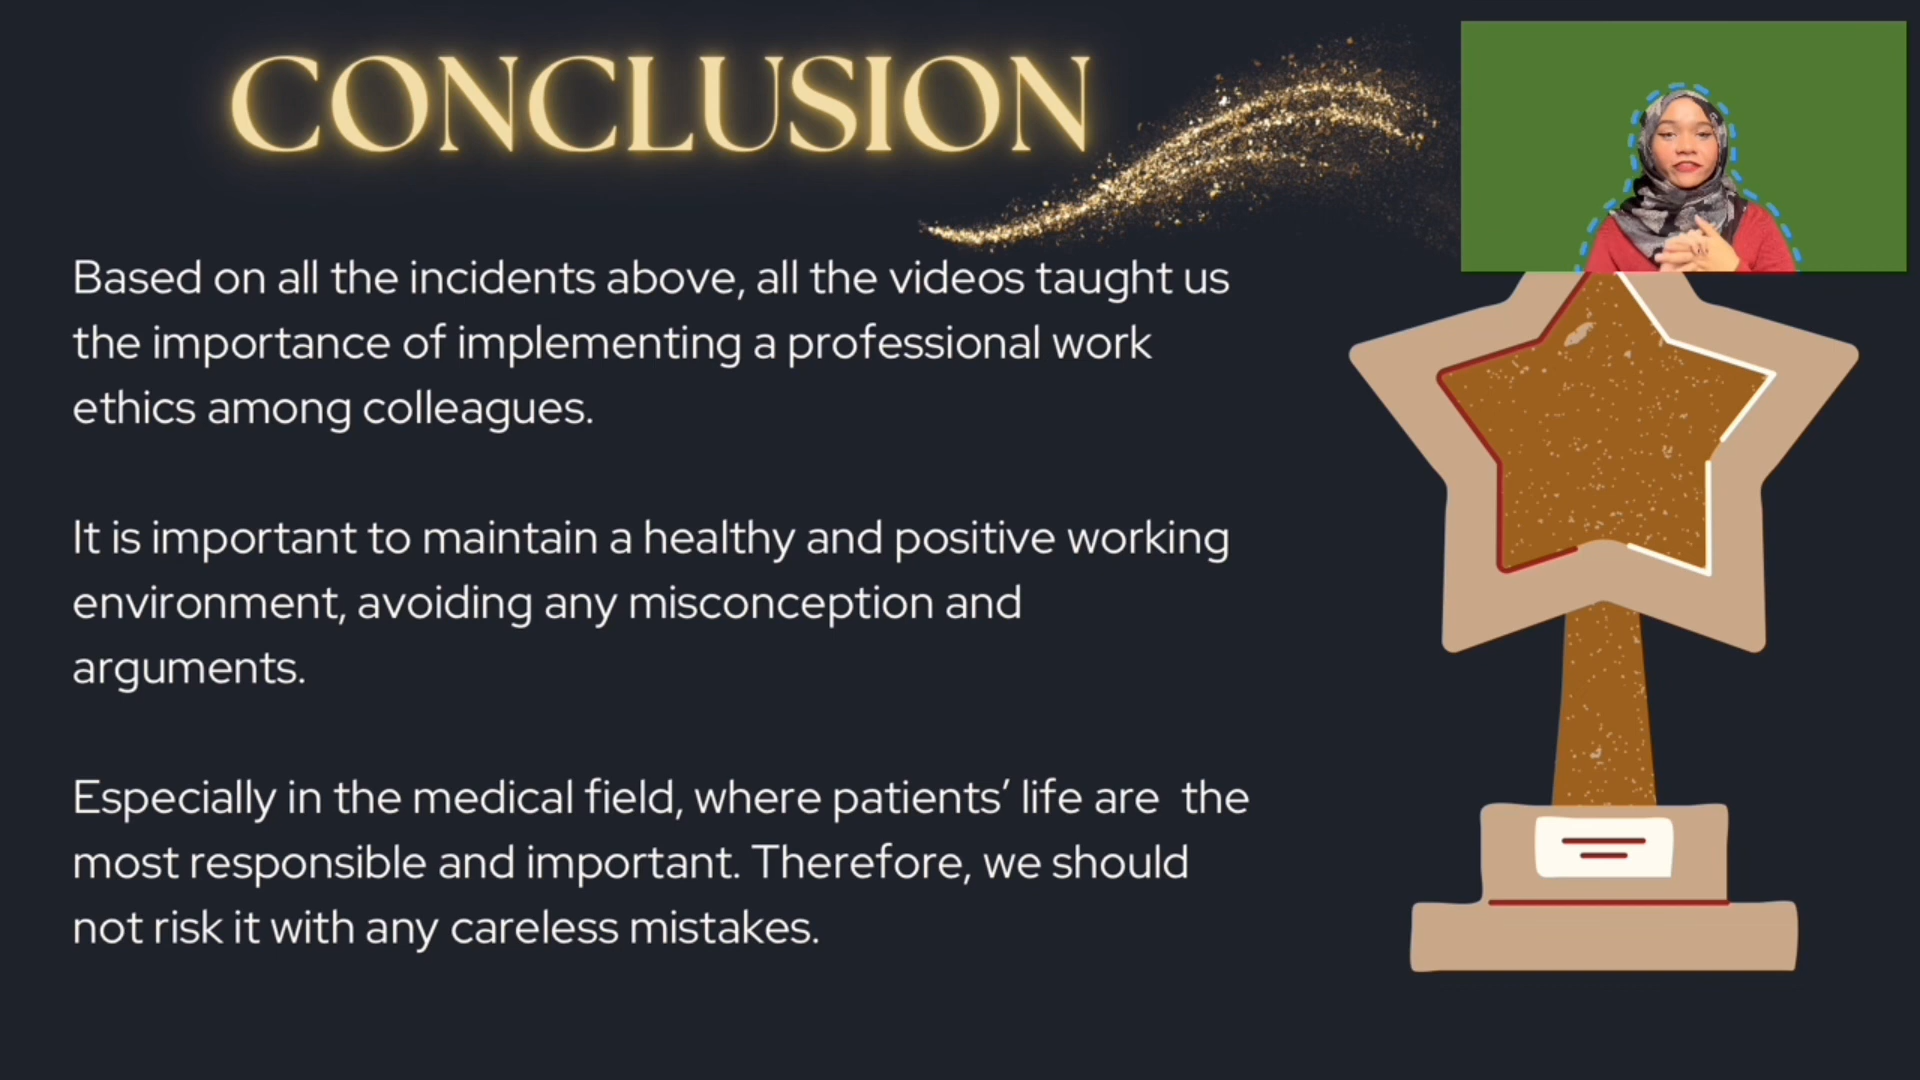 CONCLUSION
Based on all the incidents above, all the videos taught us
the importance of implementing a professional work
ethics among colleagues.
It is important to maintain a healthy and positive working
environment, avoiding any misconception and
arguments.
Especially in the medical field, where patients’ life are  the
most responsible and important. Therefore, we should
not risk it with any careless mistakes.